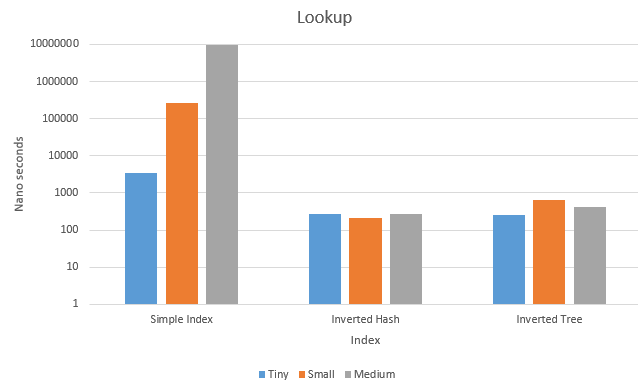 Lookup
10000000
1000000
100000
10000
1000
100
10
1
Nano seconds
Simple Index Inverted Hash Inverted Tree
Index
Tiny Small Medium